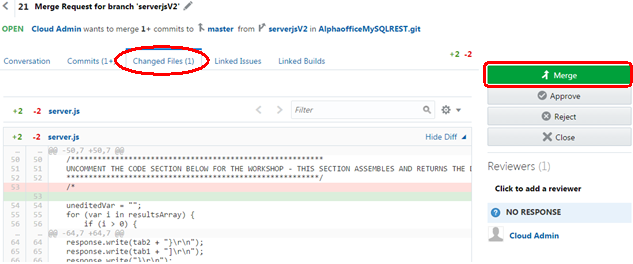 21 Merge Request for branch 'serverjsV2'
OPEN Cloud Admin wants to merge 1+ commits to master from serverjsV2 in AlphaofficeMySQLREST.git
Conversation Commits (1+) Changed Files (1) Linked Issues Linked Builds +2 -2
+2 -2 server.js Filter
+2 -2 server.js Hide Diff
... ... @@ -50,7 +50,7 @@
50 50 /************************************************************
51 51 UNCOMMENT THE CODE SECTION BELOW FOR THE WORKSHOP - THIS SECTION ASSEMBLES AND RETURNS THE D
52 52 ************************************************************/
53 /*
53
54 54 uneditedVar = "";
55 55 for (var i in resultsArray) {
56 56 if (i > 0) {
... ... @@ -64,7 +64,7 @@
64 64 response.write(tab2 + "}\r\n");
65 65 response.write(tab1 + "]\r\n");
66 66 response.write("}\r\n");
Merge
Approve
Reject
Close
Reviewers (1)
Click to add a reviewer
NO RESPONSE
Cloud Admin